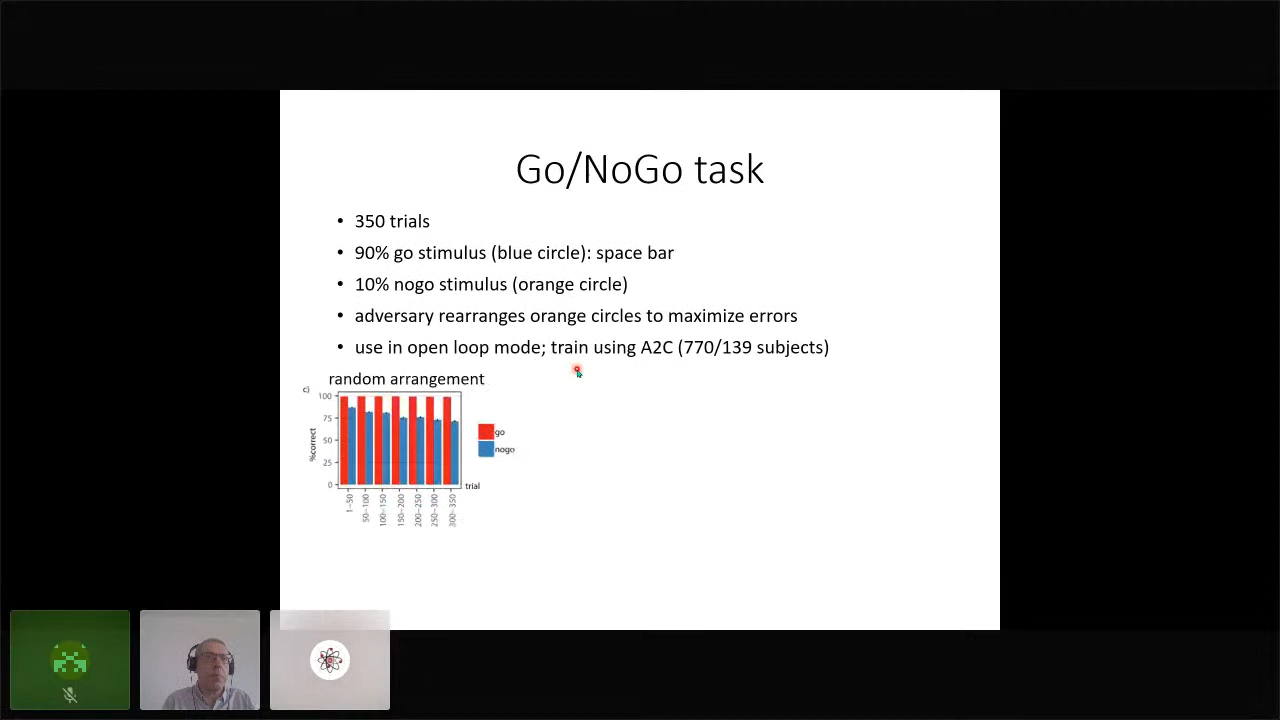 Go/NoGo task
• 350 trials
• 90% go stimulus (blue circle): space bar
• 10% nogo stimulus (orange circle)
• adversary rearranges orange circles to maximize errors
• use in open loop mode; train using A2C (770/139 subjects)
random arrangement
c)
100
75
50
25
0
%correct
go
nogo
trial
1-50
50-100
100-150
150-200
200-250
250-300
300-350